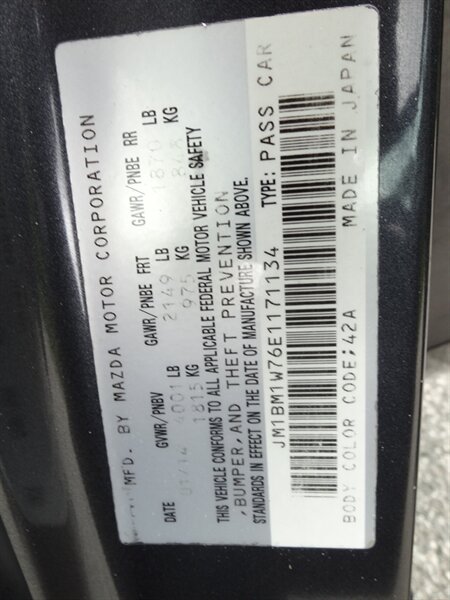 MFD. BY MAZDA MOTOR CORPORATION
DATE GVWR/PNBV GAWR/PNBE FRT GAWR/PNBE RR
01/14 4001 LB 2149 LB 1870 LB
1815 KG 975 KG 848 KG
THIS VEHICLE CONFORMS TO ALL APPLICABLE FEDERAL MOTOR VEHICLE SAFETY
,BUMPER,AND THEFT PREVENTION
STANDARDS IN EFFECT ON THE DATE OF MANUFACTURE SHOWN ABOVE.
JM1BM1W76E1171134 TYPE: PASS CAR
BODY COLOR CODE:42A MADE IN JAPAN